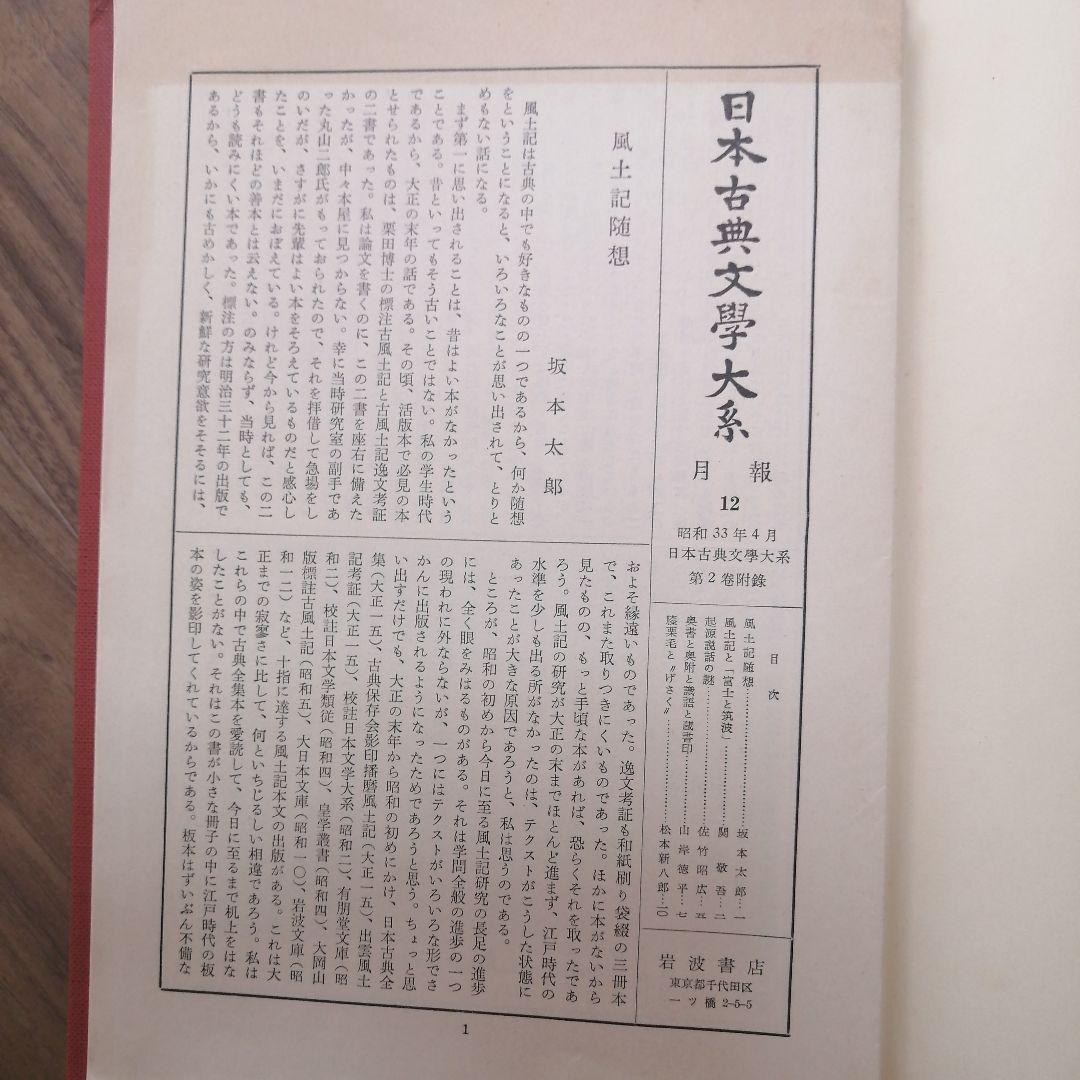 日本古典文學大系
月報
12
昭和33年4月
日本古典文學大系
第2卷附錄
目次
風土記随想……………坂本太郎…一
風土記と「富士と筑波」……………関敬吾…二
起源説話の謎……………佐竹昭広…五
奥書と奥附と識語と蔵書印……………山岸徳平…七
膝栗毛と〝げさく〟……………松本新八郎…一〇
岩波書店
東京都千代田区
一ツ橋2-5-5
風土記随想
坂本太郎
風土記は古典の中でも好きなものの一つであるから、何か随想
をということになると、いろいろなことが思い出されて、とりと
めもない話になる。
まず第一に思い出されることは、昔はよい本がなかったという
ことである。昔といってもそう古いことではない。私の学生時代
であるから、大正の末年の話である。その頃、活版本で必見の本
とせられたものは、栗田博士の標注古風土記と古風土記逸文考証
の二書であった。私は論文を書くのに、この二書を座右に備えた
かったが、中々本屋に見つからない。幸に当時研究室の副手であ
った丸山二郎氏がもっておられたので、それを拝借して急場をし
のいだが、さすがに先輩はよい本をそろえているものだと感心し
たことを、いまだにおぼえている。けれど今から見れば、この二
書もそれほどの善本とは云えない。のみならず、当時としても、
どうも読みにくい本であった。標注の方は明治三十二年の出版で
あるから、いかにも古めかしく、新鮮な研究意欲をそそるには、
およそ縁遠いものであった。逸文考証も和紙刷り袋綴の三冊本
で、これまた取りつきにくいものであった。ほかに本がないから
見たものの、もっと手頃な本があれば、恐らくそれを取ったであ
ろう。風土記の研究が大正の末までほとんど進まず、江戸時代の
水準を少しも出る所がなかったのは、テクストがこうした状態に
あったことが大きな原因であろうと、私は思うのである。
ところが、昭和の初めから今日に至る風土記研究の長足の進歩
には、全く眼をみはるものがある。それは学問全般の進歩の一つ
の現われに外ならないが、一つにはテクストがいろいろな形でさ
かんに出版されるようになったためであろうと思う。ちょっと思
い出すだけでも、大正の末年から昭和の初めにかけ、日本古典全
集(大正一五)、古典保存会影印播磨風土記(大正一五)、出雲風土
記考証(大正一五)、校註日本文学大系(昭和二)、有朋堂文庫(昭
和二)、校註日本文学類従(昭和四)、皇学叢書(昭和四)、大岡山
版標註古風土記(昭和五)、大日本文庫(昭和一〇)、岩波文庫(昭
和一二)など、十指に達する風土記本文の出版がある。これは大
正までの寂寥さに比して、何といちじるしい相違であろう。私は
これらの中で古典全集本を愛読して、今日に至るまで机上をはな
したことがない。それはこの書が小さな冊子の中に江戸時代の板
本の姿を影印してくれているからである。板本はずいぶん不備な
1